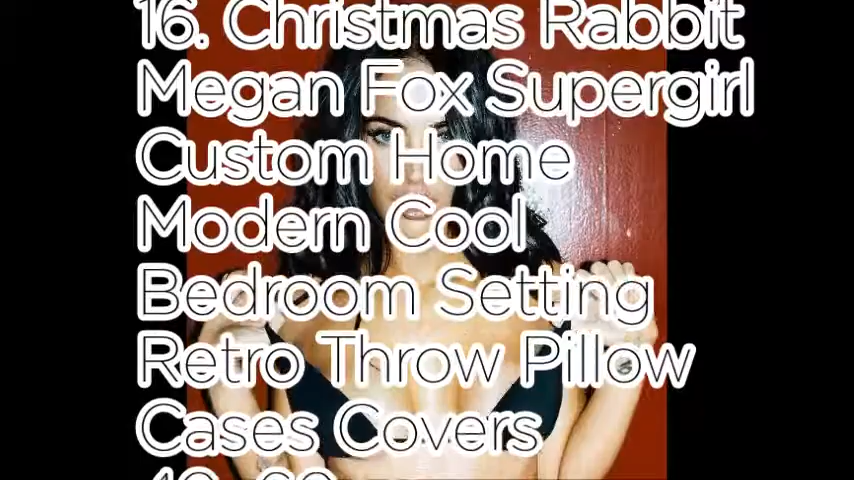 16. Christmas Rabbit
Megan Fox Supergirl
Custom Home
Modern Cool
Bedroom Setting
Retro Throw Pillow
Cases Covers